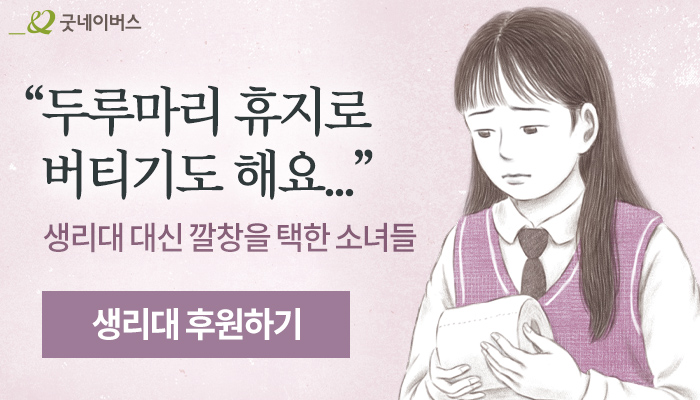 굿네이버스
“두루마리 휴지로
버티기도 해요...”
생리대 대신 깔창을 택한 소녀들
생리대 후원하기